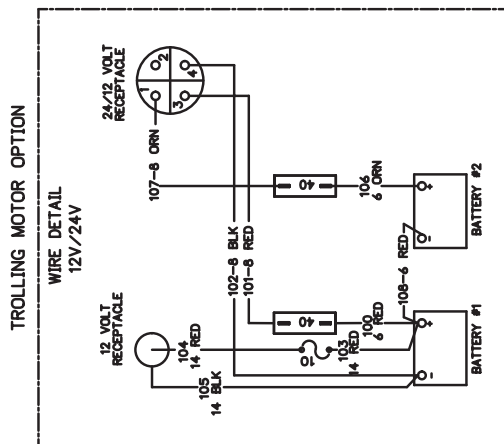 TROLLING MOTOR OPTION
WIRE DETAIL
12V/24V
24/12 VOLT
RECEPTACLE
1
2
3
4
107-8 ORN
12 VOLT
RECEPTACLE
102-8 BLK
101-8 RED
104
14 RED
105
14 BLK
40
106
6 ORN
40
10
103
14 RED
100
6 RED
108-6 RED
- +
BATTERY #1
- +
BATTERY #2